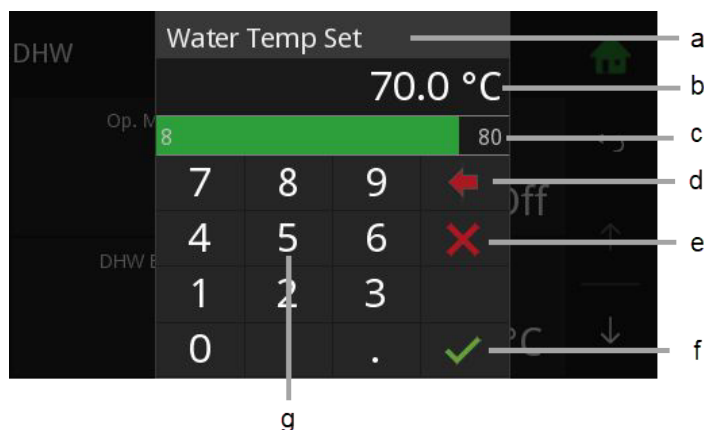 Water Temp Set
a
DHW
70.0 °C
b
Op. M
8
80
c
7 8 9
d
Off
4 5 6
e
DHW E
1 2 3
0 .
°C
f
g